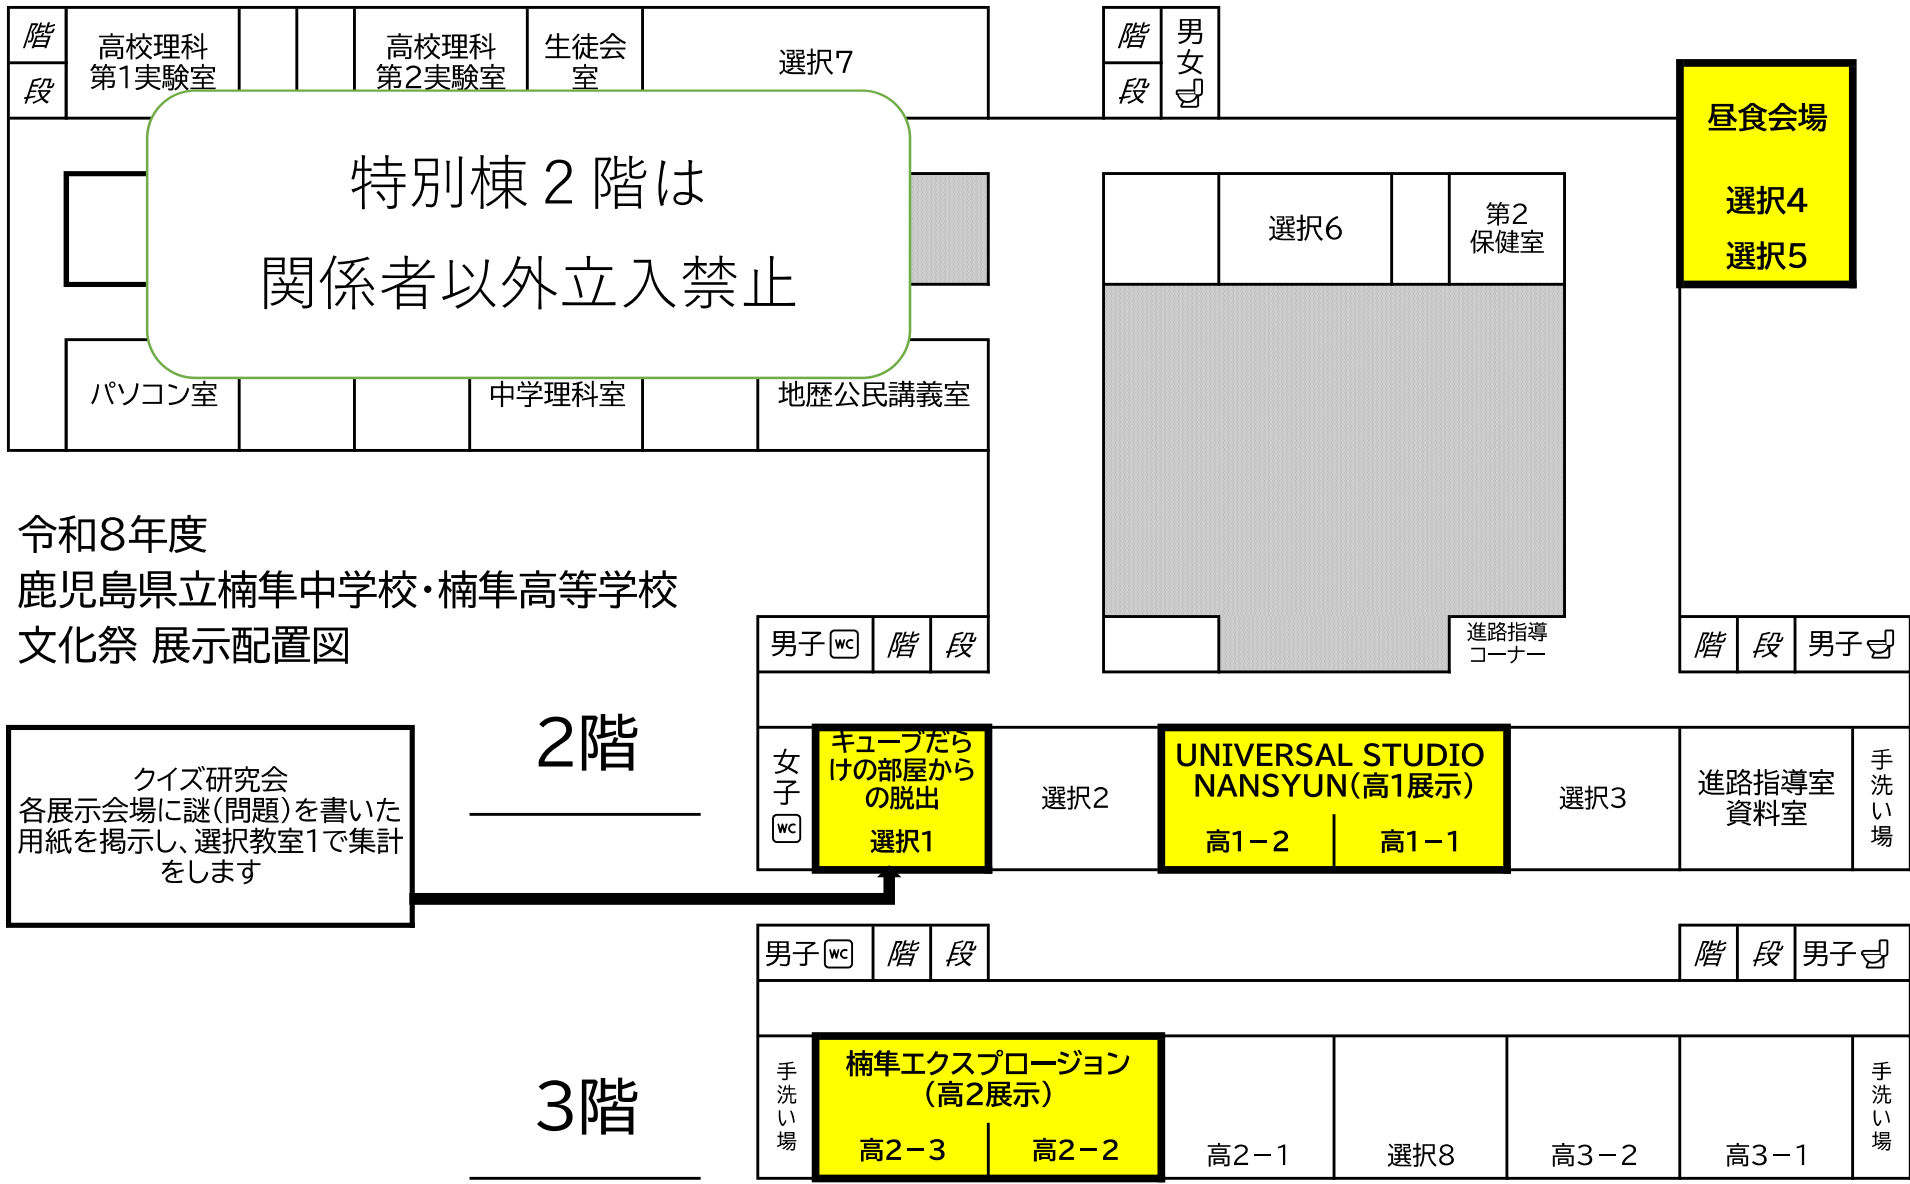 階
段
高校理科
第1実験室
高校理科
第2実験室
生徒会
室
選択7
階
段
男
女
昼食会場
選択4
選択5
特別棟２階は
関係者以外立入禁止
選択6
第2
保健室
パソコン室
中学理科室
地歴公民講義室
令和8年度
鹿児島県立楠隼中学校・楠隼高等学校
文化祭 展示配置図
男子 WC
階
段
進路指導
コーナー
階
段
男子
2階
女
子
WC
キューブだら
けの部屋から
の脱出
選択1
選択2
UNIVERSAL STUDIO
NANSYUN(高1展示)
高1－2
高1－1
選択3
進路指導室
資料室
手
洗
い
場
クイズ研究会
各展示会場に謎(問題)を書いた
用紙を掲示し、選択教室1で集計
をします
男子 WC
階
段
階
段
男子
3階
手
洗
い
場
楠隼エクスプロージョン
(高2展示)
高2－3
高2－2
高2－1
選択8
高3－2
高3－1
手
洗
い
場